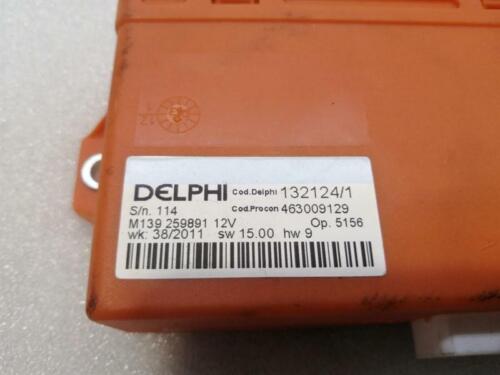 DELPHI Cod.Delphi 132124/1
S/n. 114 Cod.Procon 463009129
M139 259891 12V Op. 5156
wk: 38/2011 sw 15.00 hw 9